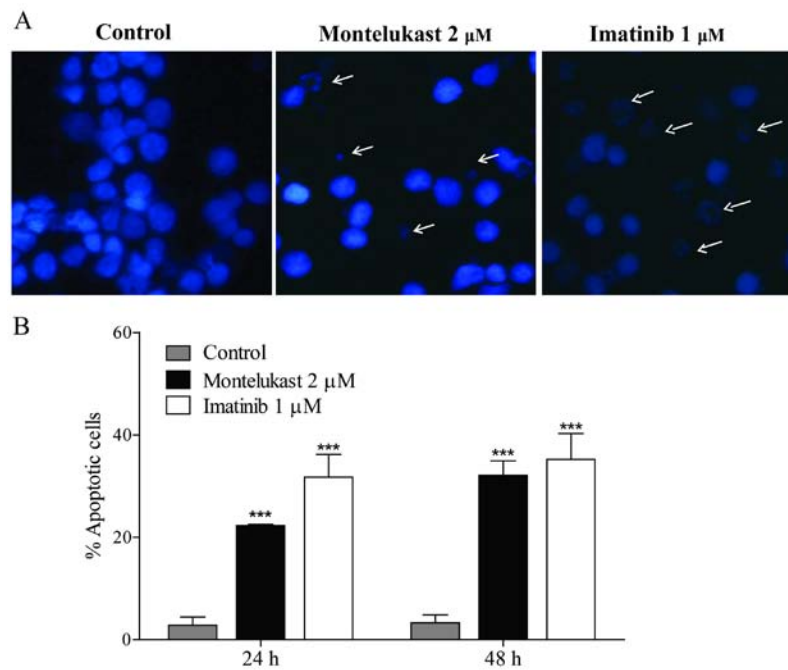 A
Control
Montelukast 2 μM
Imatinib 1 μM
B
60
40
20
0
% Apoptotic cells
Control
Montelukast 2 μM
Imatinib 1 μM
***
***
***
***
24 h
48 h